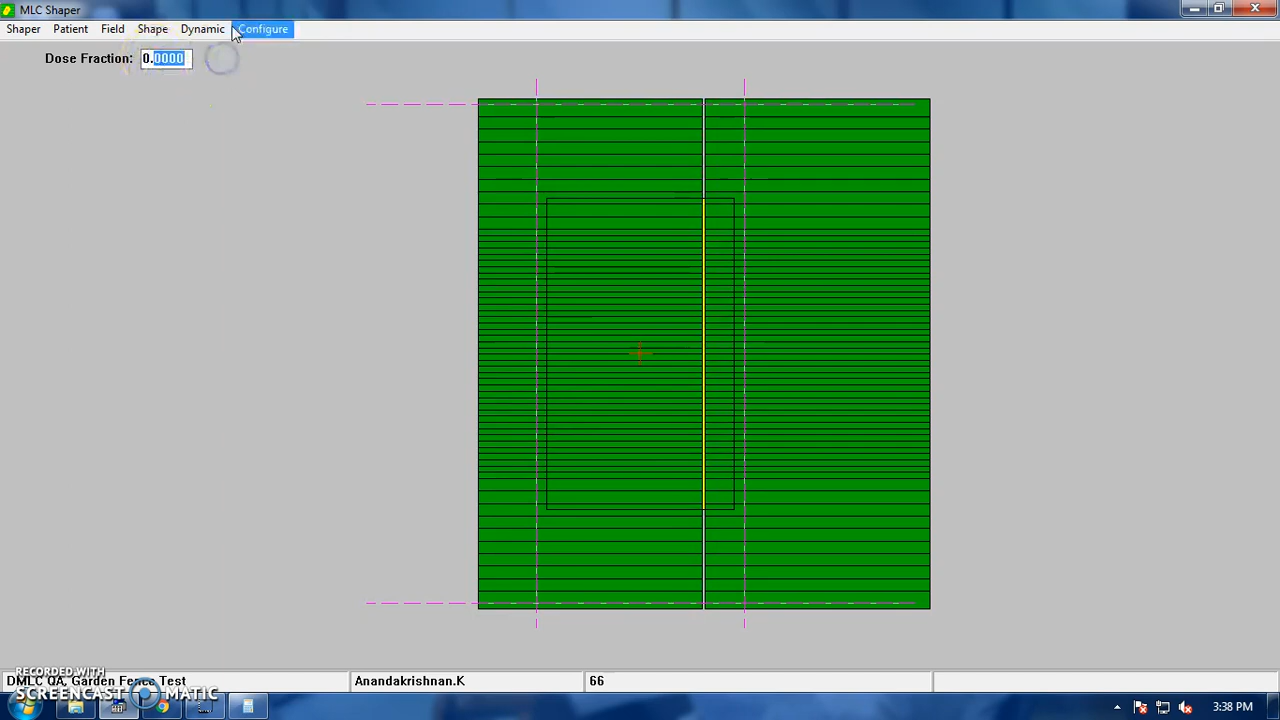 MLC Shaper
Shaper Patient Field Shape Dynamic Configure
Dose Fraction: 0.0000
DMLC QA, Garden Fence Test Anandakrishnan.K 66
RECORDED WITH
SCREENCAST MATIC
3:38 PM